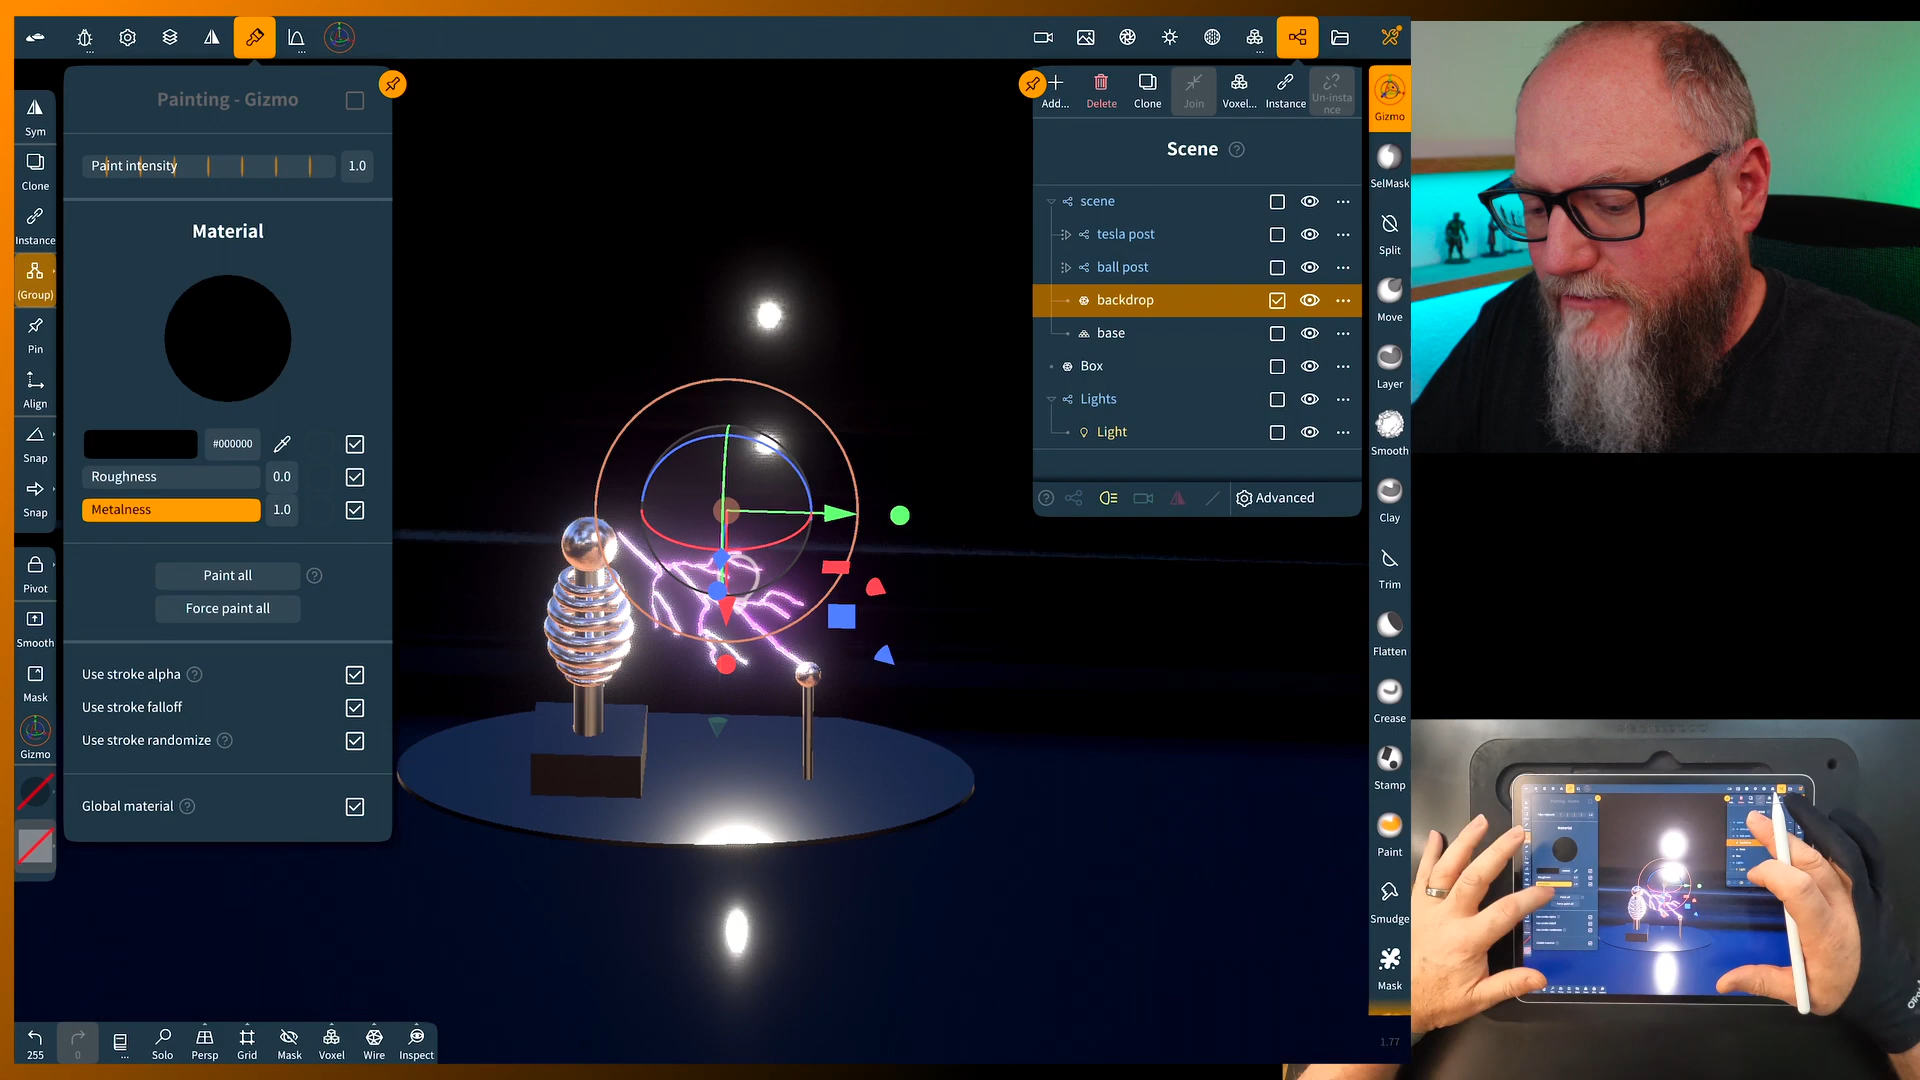 Painting - Gizmo
Paint intensity
1.0
Material
#000000
Roughness
0.0
Metalness
1.0
Paint all
Force paint all
Use stroke alpha
Use stroke falloff
Use stroke randomize
Global material
Sym
Clone
Instance
(Group)
Pin
Align
Snap
Snap
Pivot
Smooth
Mask
Gizmo
255
0
...
Solo
Persp
Grid
Mask
Voxel
Wire
Inspect
Add...
Delete
Clone
Join
Voxel...
Instance
Un-insta
nce
Scene
scene
tesla post
ball post
backdrop
base
Box
Lights
Light
Advanced
Gizmo
SelMask
Split
Move
Layer
Smooth
Clay
Trim
Flatten
Crease
Stamp
Paint
Smudge
Mask
1.77